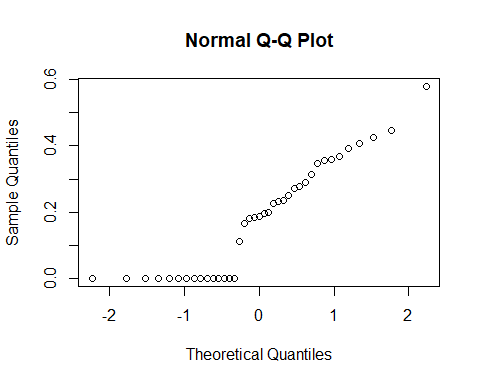 Normal Q-Q Plot
Sample Quantiles
0.6
0.4
0.2
0.0
-2 -1 0 1 2
Theoretical Quantiles